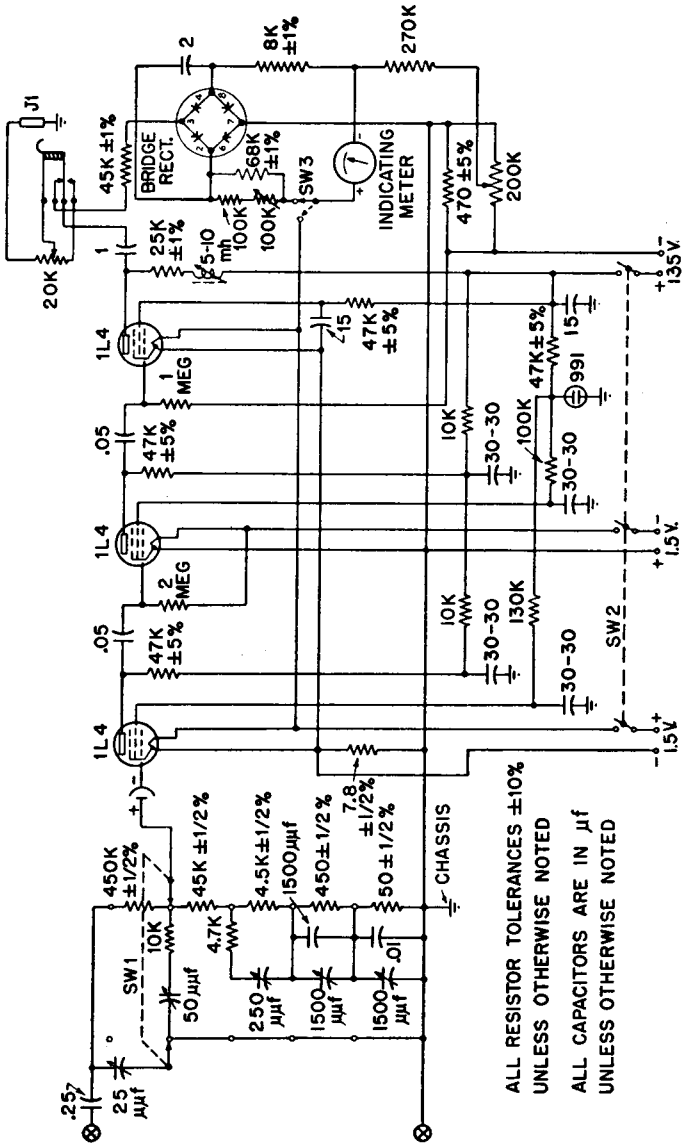 20K
J1
1L4
1L4
1L4
.05
.05
1
25K
±1%
5-10
mh
45K ±1%
BRIDGE
RECT.
2
3
4
2
6
7
8
8K
±1%
68K
±1%
100K
100K
SW3
+
-
INDICATING
METER
270K
470 ±5%
200K
47K
±5%
2
MEG
47K
±5%
1
MEG
15
47K
±5%
+ -
.25
25
μμf
SW1
450K
±1/2%
10K
50μμf
45K ±1/2%
4.7K
4.5K ±1/2%
250
μμf
1500μμf
450±1/2%
1500
μμf
50±1/2%
.01
1500
μμf
CHASSIS
7.8
±1/2%
10K
30-30
130K
30-30
10K
30-30
100K
30-30
47K±5%
991
15
SW2
- +
1.5V.
+ -
1.5V.
+ -
135V.
ALL RESISTOR TOLERANCES ±10%
UNLESS OTHERWISE NOTED
ALL CAPACITORS ARE IN μf
UNLESS OTHERWISE NOTED